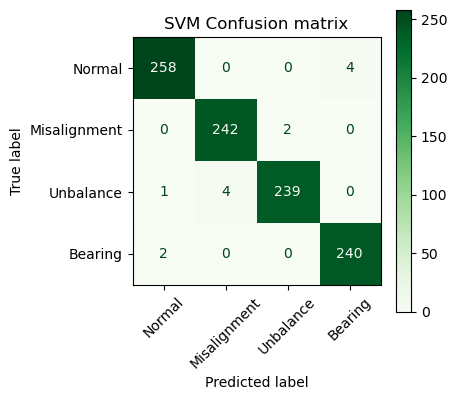 SVM Confusion matrix
True label
Normal 258 0 0 4
Misalignment 0 242 2 0
Unbalance 1 4 239 0
Bearing 2 0 0 240
Normal Misalignment Unbalance Bearing
Predicted label
250
200
150
100
50
0